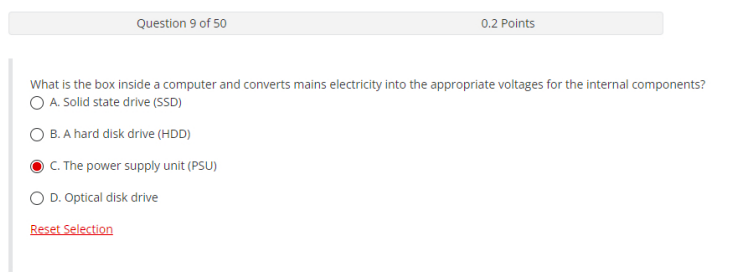 Question 9 of 50 0.2 Points
What is the box inside a computer and converts mains electricity into the appropriate voltages for the internal components?
A. Solid state drive (SSD)
B. A hard disk drive (HDD)
C. The power supply unit (PSU)
D. Optical disk drive
Reset Selection